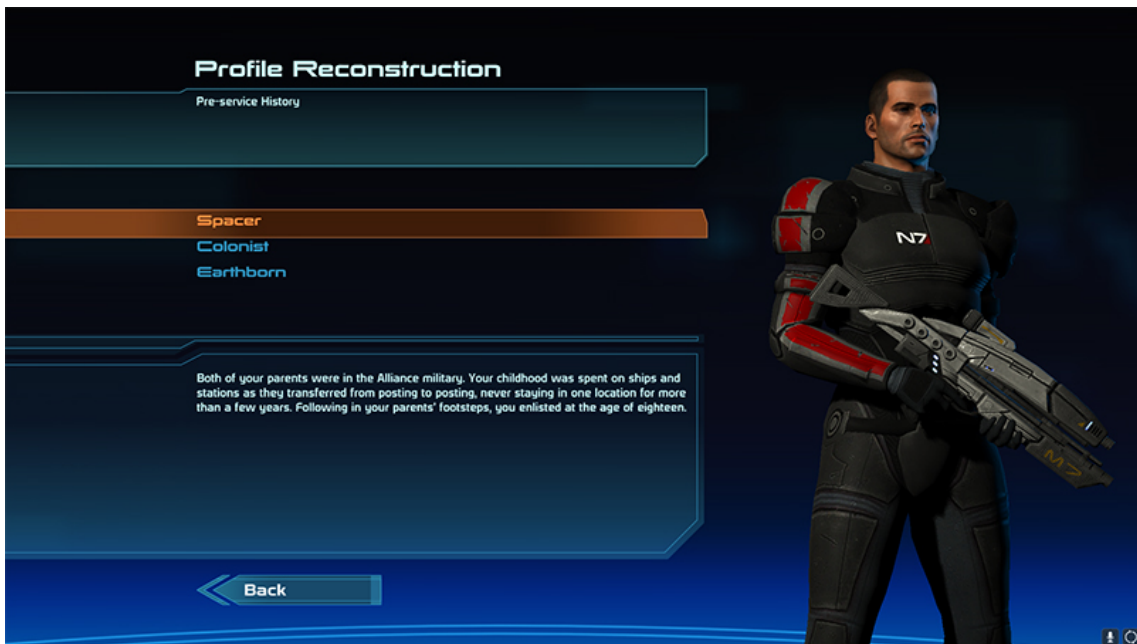 Profile Reconstruction
Pre-service History
Spacer
Colonist
Earthborn
Both of your parents were in the Alliance military. Your childhood was spent on ships and
stations as they transferred from posting to posting, never staying in one location for more
than a few years. Following in your parents' footsteps, you enlisted at the age of eighteen.
Back
N7
M7